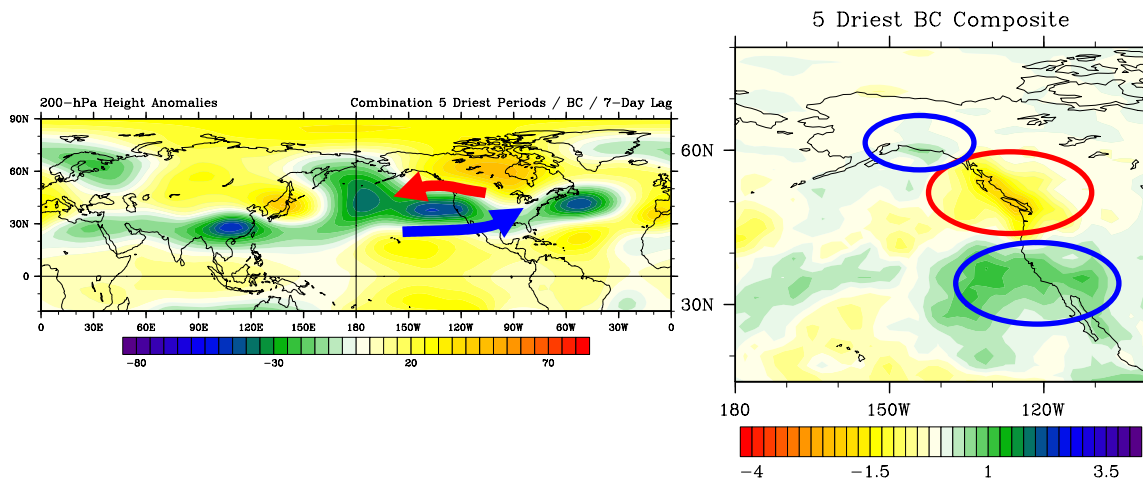 5 Driest BC Composite
200-hPa Height Anomalies Combination 5 Driest Periods / BC / 7-Day Lag
90N
60N
30N
0
30S
0 30E 60E 90E 120E 150E 180 150W 120W 90W 60W 30W 0
-80 -30 20 70
60N
30N
180 150W 120W
-4 -1.5 1 3.5